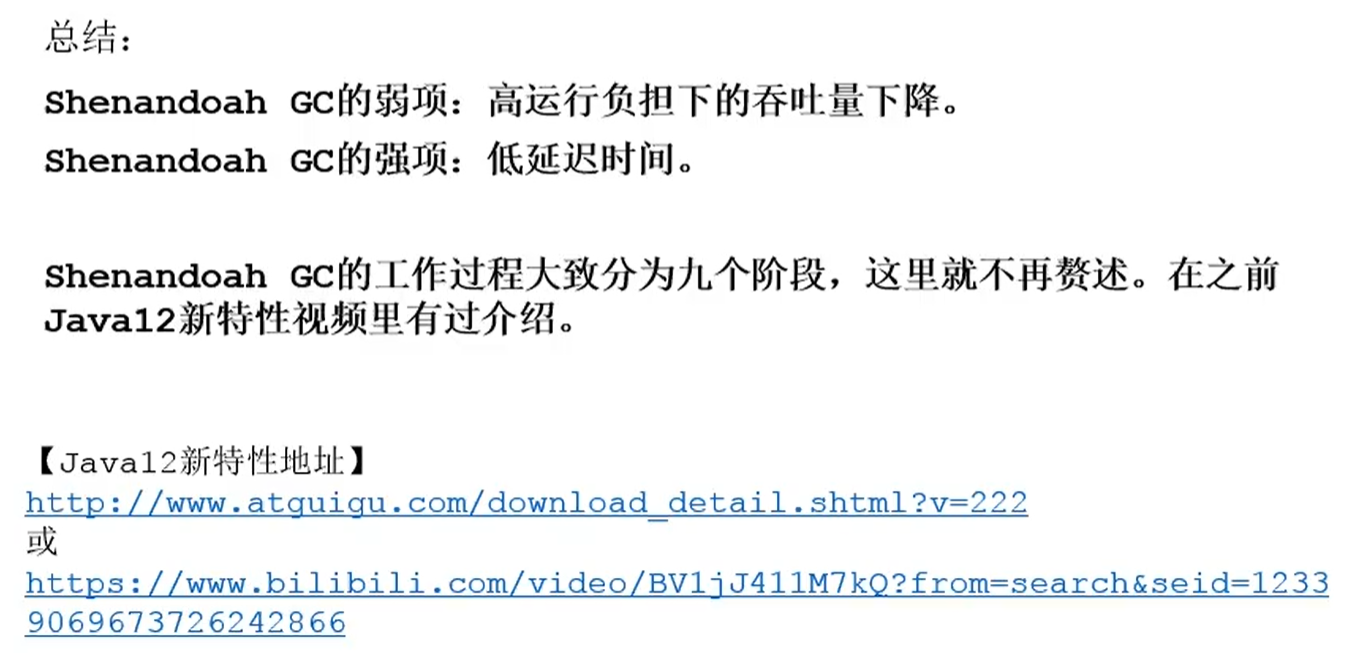 总结：
Shenandoah GC的弱项：高运行负担下的吞吐量下降。
Shenandoah GC的强项：低延迟时间。
Shenandoah GC的工作过程大致分为九个阶段，这里就不再赘述。在之前
Java12新特性视频里有过介绍。
【Java12新特性地址】
http://www.atguigu.com/download_detail.shtml?v=222
或
https://www.bilibili.com/video/BV1jJ411M7kQ?from=search&seid=1233
9069673726242866